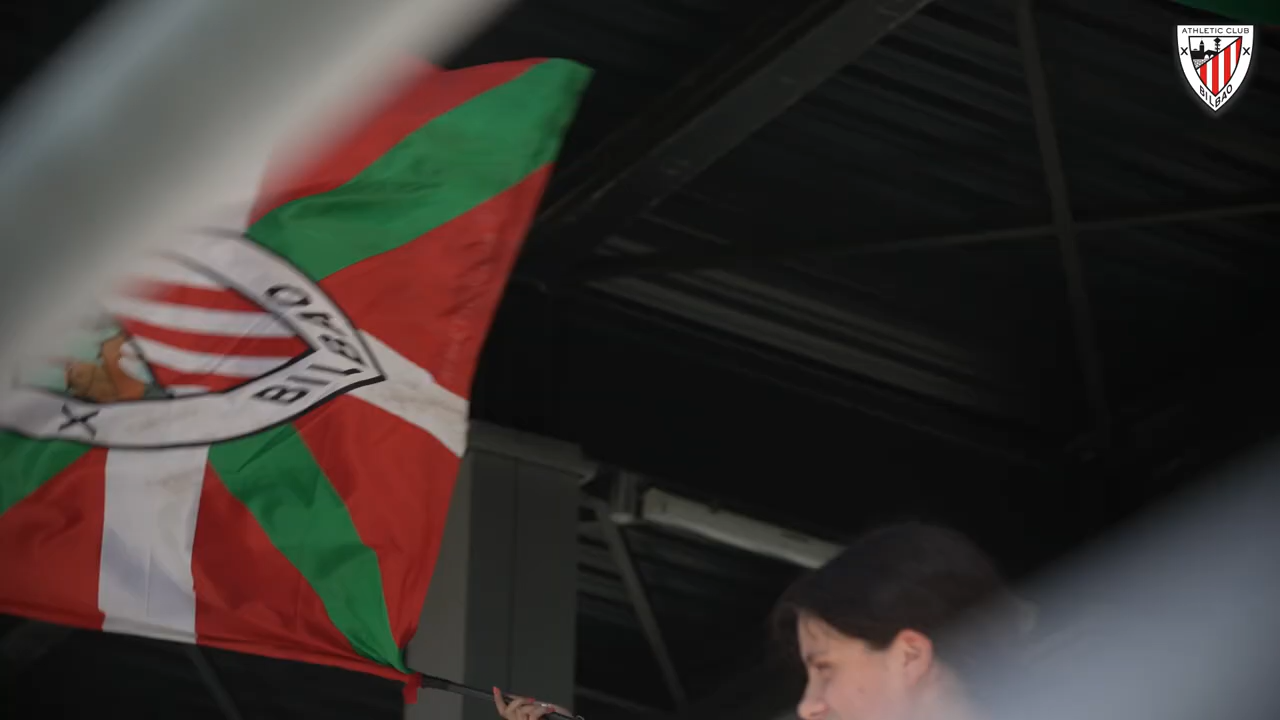 ATHLETIC CLUB
X X
BILBAO
BILBAO
X